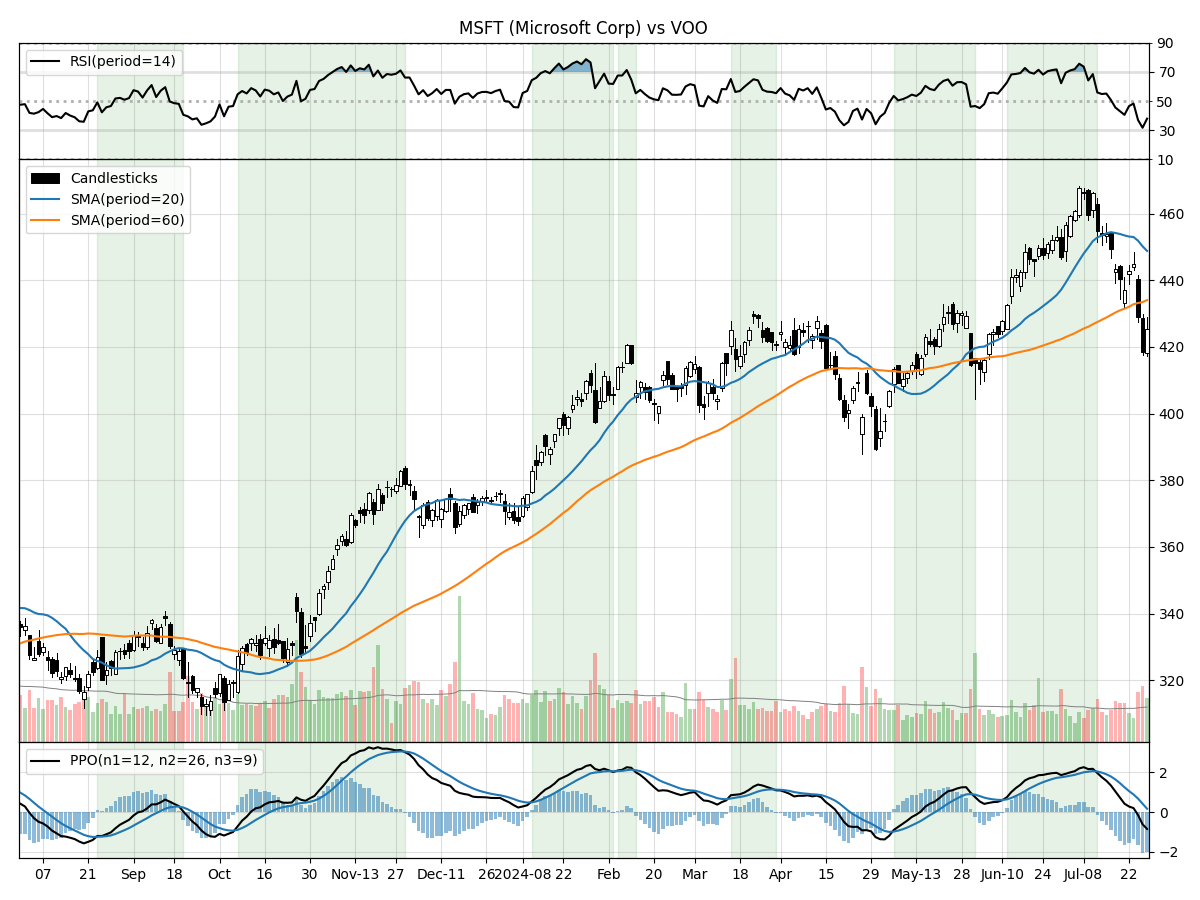 MSFT (Microsoft Corp) vs VOO
RSI(period=14)
90
70
50
30
10
Candlesticks
SMA(period=20)
SMA(period=60)
460
440
420
400
380
360
340
320
PPO(n1=12, n2=26, n3=9)
2
0
−2
07 21 Sep 18 Oct 16 30 Nov-13 27 Dec-11 26 2024-08 22 Feb 20 Mar 18 Apr 15 29 May-13 28 Jun-10 24 Jul-08 22